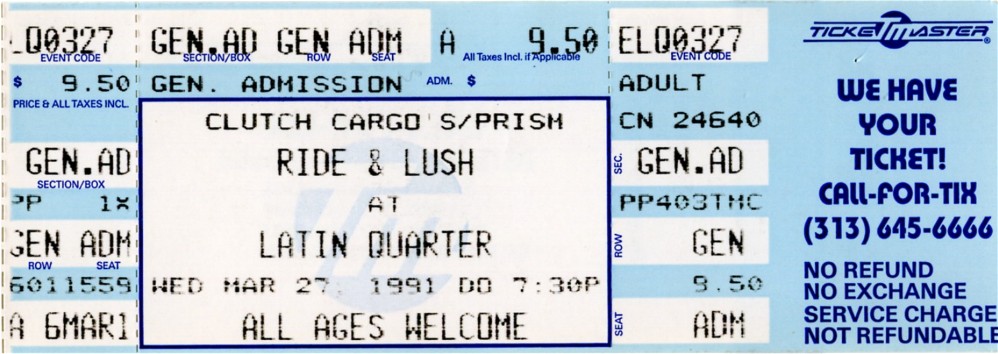 LQ0327
EVENT CODE
$ 9.50
PRICE & ALL TAXES INCL.
GEN.AD
SECTION/BOX
PP 1X
GEN ADM
ROW SEAT
6011559
A 6MAR1
GEN.AD GEN ADM A 9.50
SECTION/BOX ROW SEAT All Taxes Incl. if Applicable
GEN. ADMISSION ADM. $
CLUTCH CARGO'S/PRISM
RIDE & LUSH
AT
LATIN QUARTER
WED MAR 27, 1991 DO 7:30P
ALL AGES WELCOME
ELQ0327
EVENT CODE
ADULT
CN 24640
SEC. GEN.AD
PP403TMC
ROW GEN
9.50
SEAT ADM
TICKETMASTER®
WE HAVE
YOUR
TICKET!
CALL-FOR-TIX
(313) 645-6666
NO REFUND
NO EXCHANGE
SERVICE CHARGE
NOT REFUNDABLE